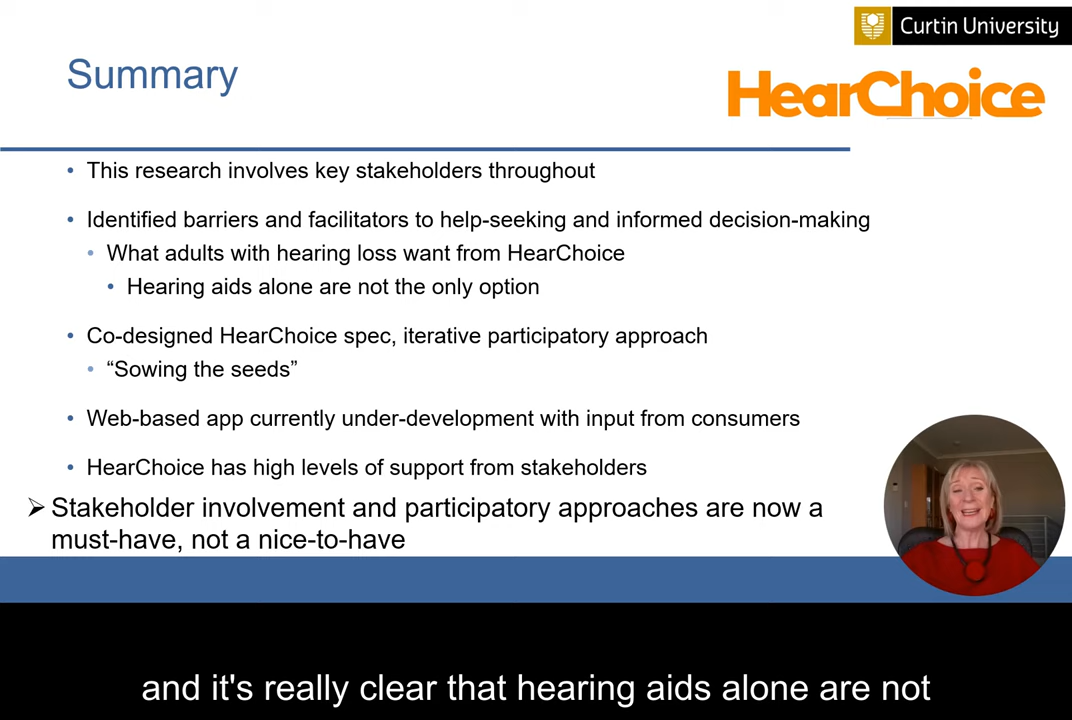 Curtin University
Summary
HearChoice
• This research involves key stakeholders throughout
• Identified barriers and facilitators to help-seeking and informed decision-making
• What adults with hearing loss want from HearChoice
• Hearing aids alone are not the only option
• Co-designed HearChoice spec, iterative participatory approach
• “Sowing the seeds”
• Web-based app currently under-development with input from consumers
• HearChoice has high levels of support from stakeholders
➢ Stakeholder involvement and participatory approaches are now a
must-have, not a nice-to-have
and it's really clear that hearing aids alone are not